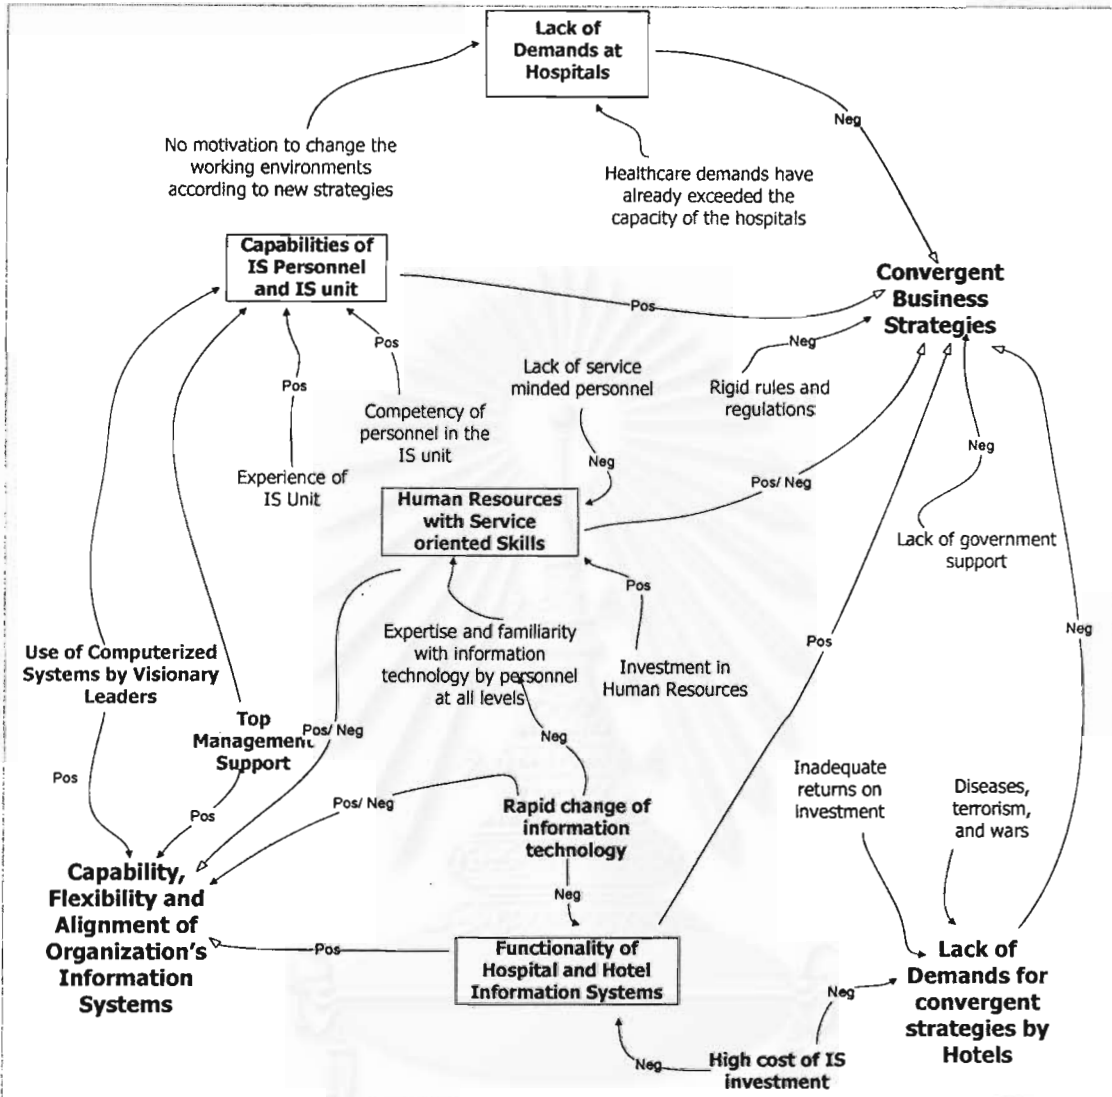 Lack of
Demands at
Hospitals
Neg
No motivation to change the
working environments
according to new strategies
Healthcare demands have
already exceeded the
capacity of the hospitals
Capabilities of
IS Personnel
and IS unit
Convergent
Business
Strategies
Pos
Neg
Pos
Lack of service
minded personnel
Rigid rules and
regulations
Pos
Competency of
personnel in the
IS unit
Neg
Neg
Experience of
IS Unit
Pos/ Neg
Human Resources
with Service
oriented Skills
Lack of government
support
Pos
Expertise and familiarity
with information
technology by personnel
at all levels
Neg
Pos
Use of Computerized
Systems by Visionary
Leaders
Investment in
Human Resources
Top
Management
Support
Pos/ Neg
Neg
Pos
Inadequate
returns on
investment
Diseases,
terrorism,
and wars
Pos/ Neg
Rapid change of
information
technology
Pos
Capability,
Flexibility and
Alignment of
Organization's
Information
Systems
Neg
Pos
Functionality of
Hospital and Hotel
Information Systems
Lack of
Demands for
convergent
strategies by
Hotels
Neg
Neg
High cost of IS
investment